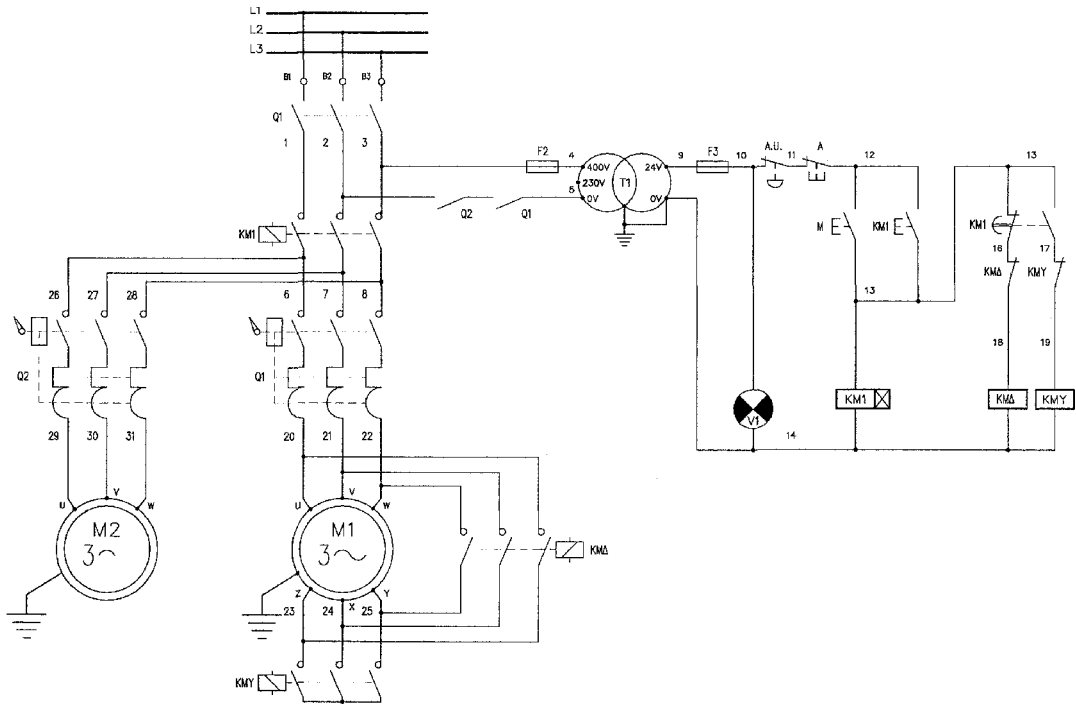 L1
L2
L3
B1 B2 B3
Q1
1 2 3
F2 4 400V 24V 9 F3 10 A.U. 11 A 12 13
230V T1
5 0V 0V
Q2 Q1
KM1
M KM1 KM1
16 17
KMΔ KMY
13
26 27 28 6 7 8
Q2 Q1
18 19
KM1 KMΔ KMY
V1
14
29 30 31 20 21 22
U V W U V W
M2 M1
3 3
KMΔ
Z X Y
23 24 25
KMY